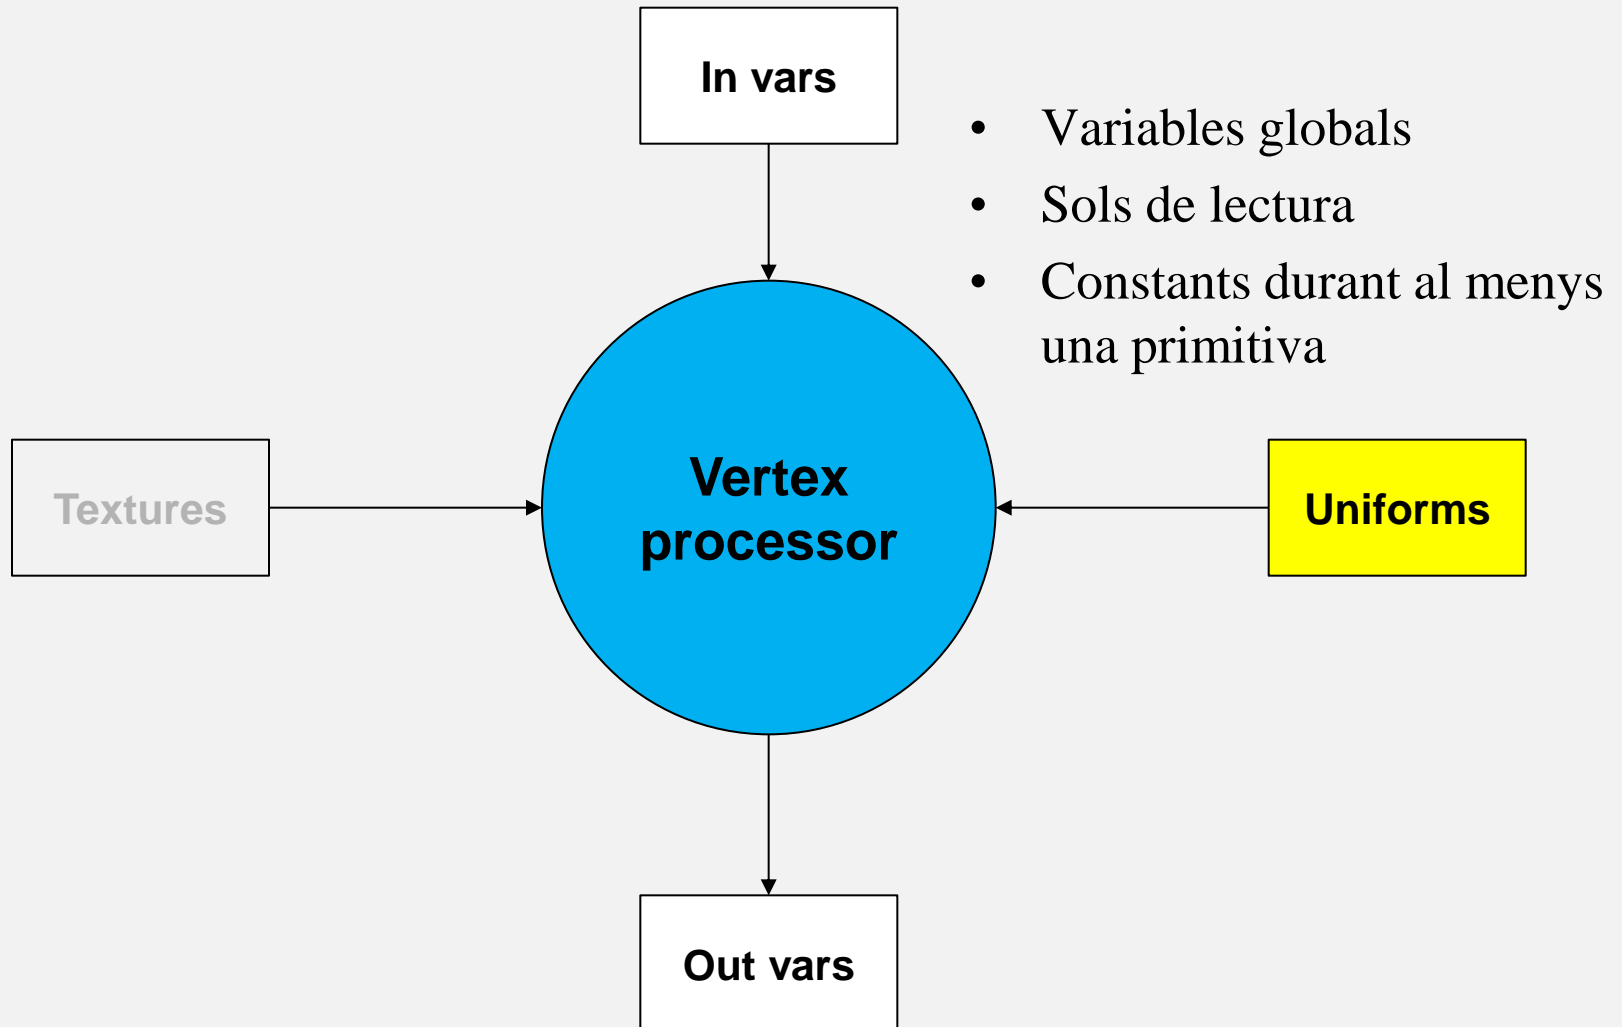 In vars
• Variables globals
• Sols de lectura
• Constants durant al menys
una primitiva
Textures
Vertex
processor
Uniforms
Out vars